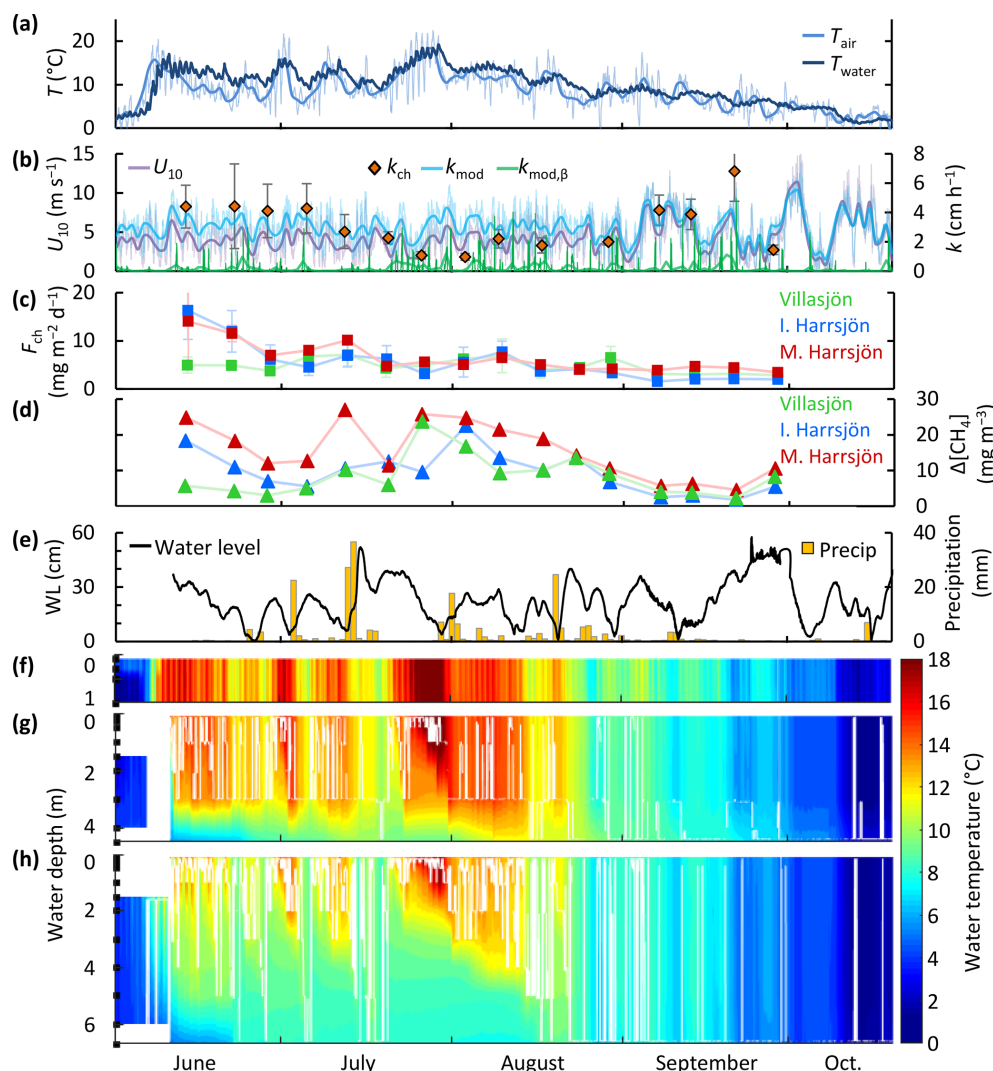 (a)
T (°C)
20
10
0
T_air
T_water
(b)
U_10 (m s⁻¹)
15
10
5
0
U_10
k_ch
k_mod
k_mod,β
8
6
4
2
0
k (cm h⁻¹)
(c)
F_ch
(mg m⁻² d⁻¹)
20
10
0
Villasjön
I. Harrsjön
M. Harrsjön
(d)
Villasjön
I. Harrsjön
M. Harrsjön
30
20
10
0
Δ[CH₄]
(mg m⁻³)
(e)
WL (cm)
60
30
0
Water level
Precip
40
20
0
Precipitation
(mm)
(f)
0
1
(g)
0
2
4
(h)
0
2
4
6
Water depth (m)
18
16
14
12
10
8
6
4
2
0
Water temperature (°C)
June July August September Oct.